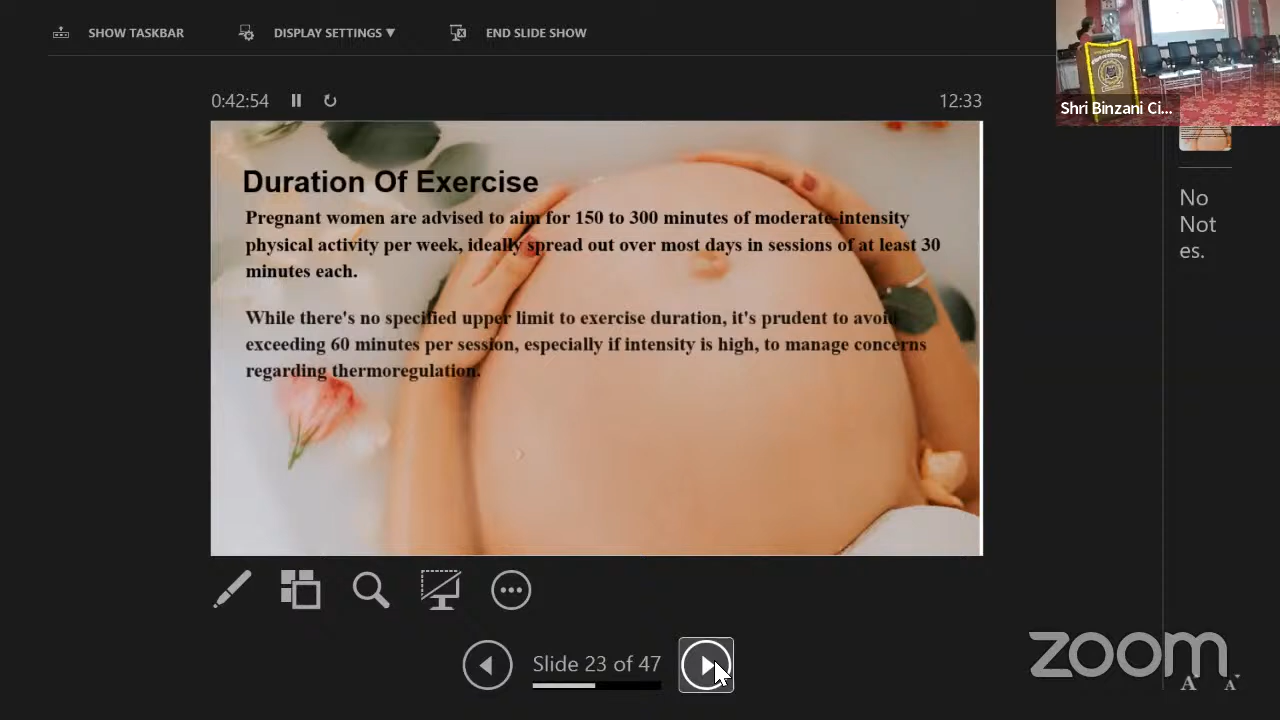 SHOW TASKBAR
DISPLAY SETTINGS ▼
END SLIDE SHOW
0:42:54
12:33
Shri Binzani Ci...
Duration Of Exercise
Pregnant women are advised to aim for 150 to 300 minutes of moderate-intensity
physical activity per week, ideally spread out over most days in sessions of at least 30
minutes each.
While there's no specified upper limit to exercise duration, it's prudent to avoid
exceeding 60 minutes per session, especially if intensity is high, to manage concerns
regarding thermoregulation.
No
Not
es.
Slide 23 of 47
zoom
A A